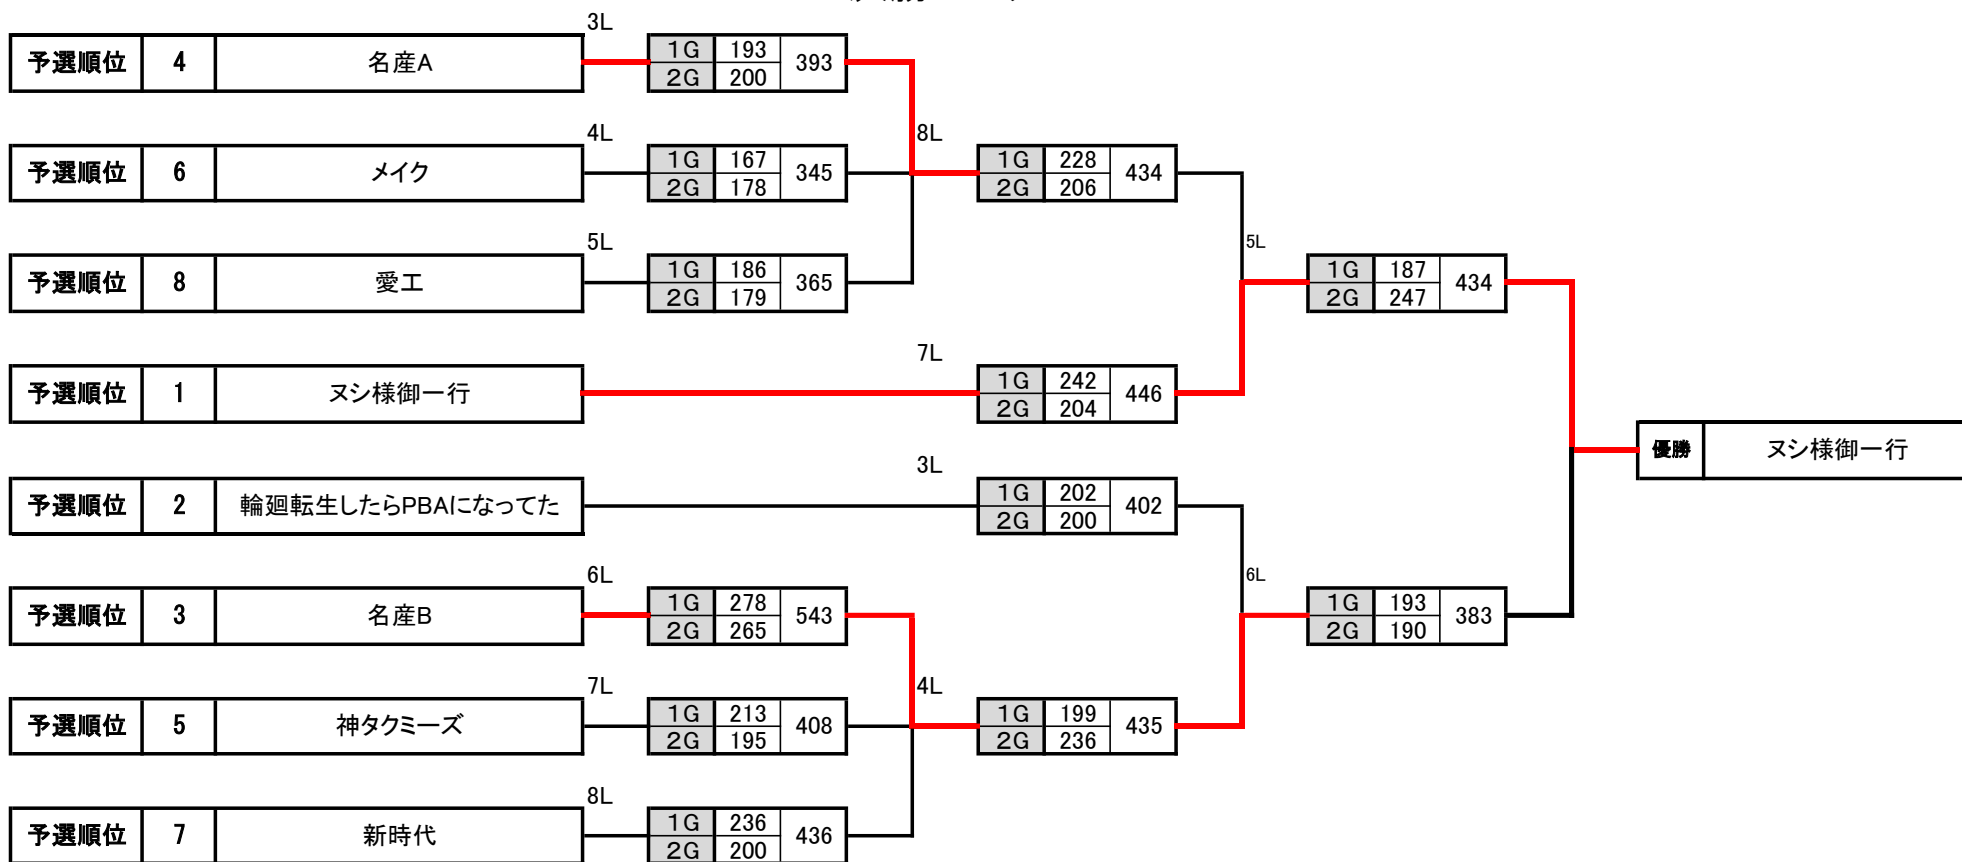 3L
予選順位 4 名産A 1G 193 393
2G 200
4L 8L
予選順位 6 メイク 1G 167 345 1G 228 434
2G 178 2G 206
5L 5L
予選順位 8 愛工 1G 186 365 1G 187 434
2G 179 2G 247
7L
予選順位 1 ヌシ様御一行 1G 242 446
2G 204
優勝 ヌシ様御一行
3L
予選順位 2 輪廻転生したらPBAになってた 1G 202 402
2G 200
6L 6L
予選順位 3 名産B 1G 278 543 1G 193 383
2G 265 2G 190
7L 4L
予選順位 5 神タクミーズ 1G 213 408 1G 199 435
2G 195 2G 236
8L
予選順位 7 新時代 1G 236 436
2G 200